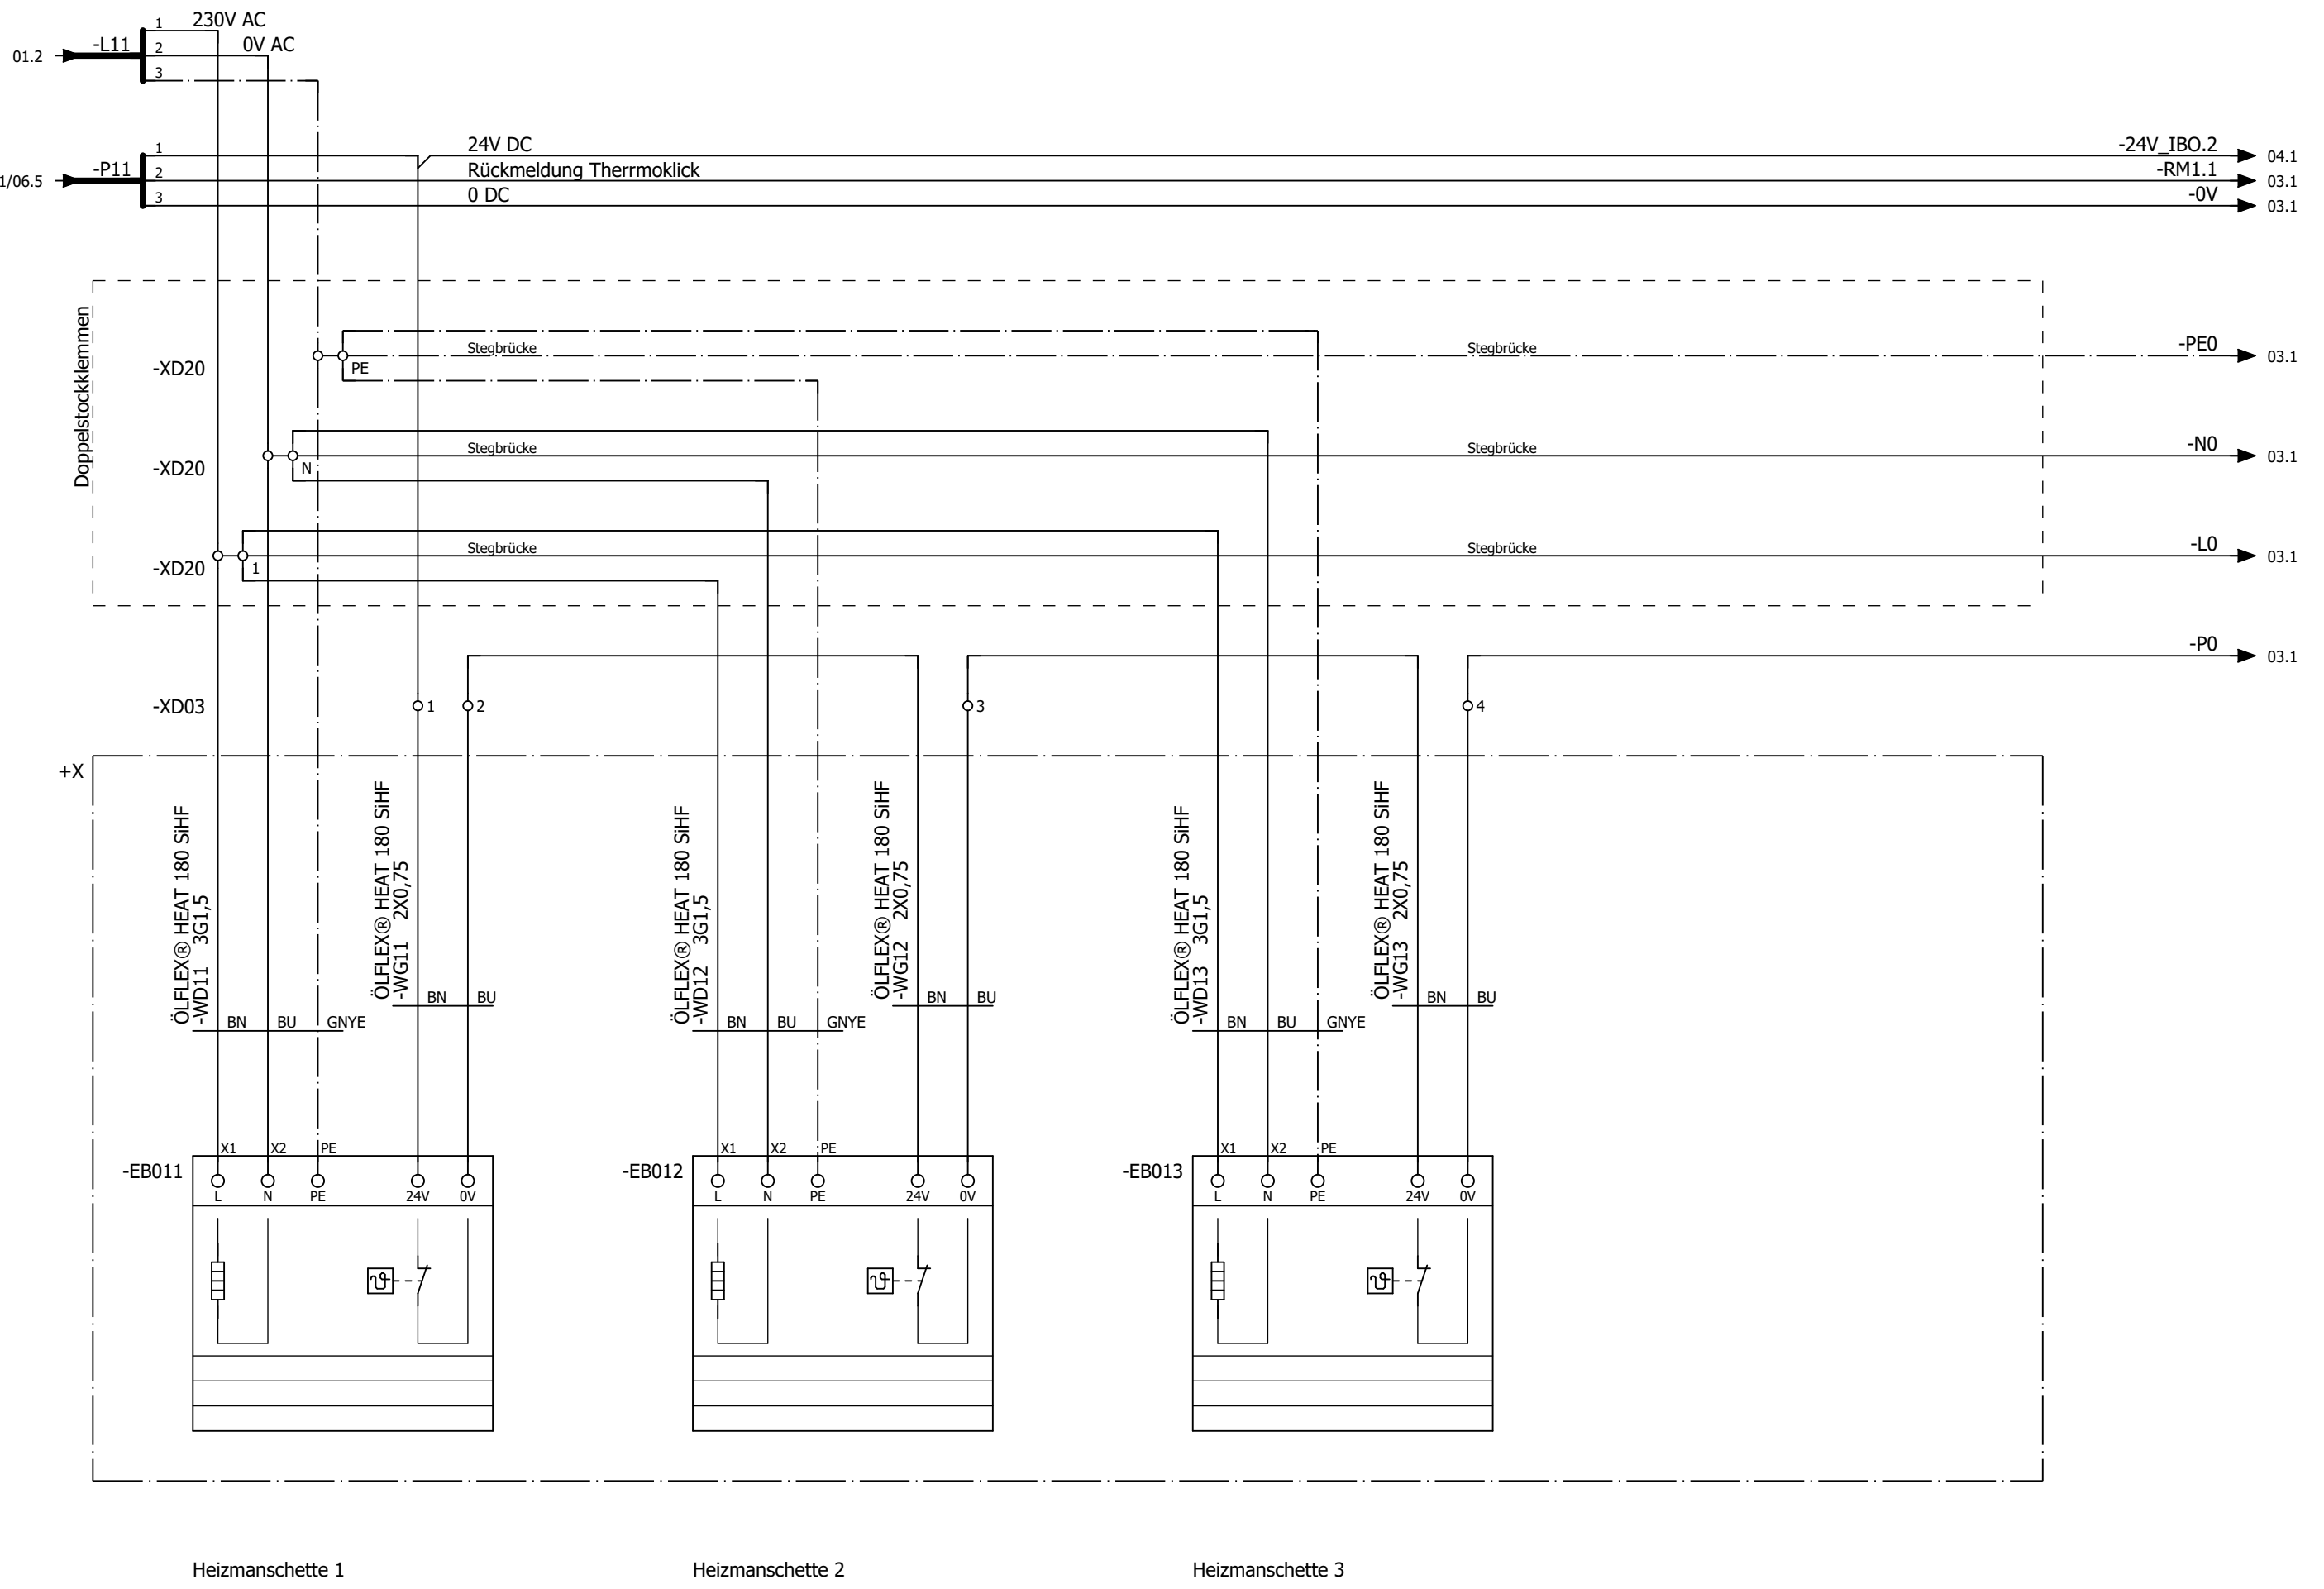 230V AC
0V AC
01.2
-L11
1
2
3
1/06.5
-P11
1
2
3
24V DC
Rückmeldung Therrmoklick
0 DC
-24V_IBO.2
04.1
-RM1.1
03.1
-0V
03.1
Doppelstockklemmen
-XD20
PE
Stegbrücke
Stegbrücke
-PE0
03.1
-XD20
N
Stegbrücke
Stegbrücke
-N0
03.1
-XD20
1
Stegbrücke
Stegbrücke
-L0
03.1
-P0
03.1
-XD03
1
2
3
4
+X
ÖLFLEX® HEAT 180 SiHF
-WD11 3G1,5
BN BU GNYE
ÖLFLEX® HEAT 180 SiHF
-WG11 2X0,75
BN BU
ÖLFLEX® HEAT 180 SiHF
-WD12 3G1,5
BN BU GNYE
ÖLFLEX® HEAT 180 SiHF
-WG12 2X0,75
BN BU
ÖLFLEX® HEAT 180 SiHF
-WD13 3G1,5
BN BU GNYE
ÖLFLEX® HEAT 180 SiHF
-WG13 2X0,75
BN BU
-EB011
X1 X2 PE
L N PE 24V 0V
-EB012
X1 X2 PE
L N PE 24V 0V
-EB013
X1 X2 PE
L N PE 24V 0V
Heizmanschette 1
Heizmanschette 2
Heizmanschette 3